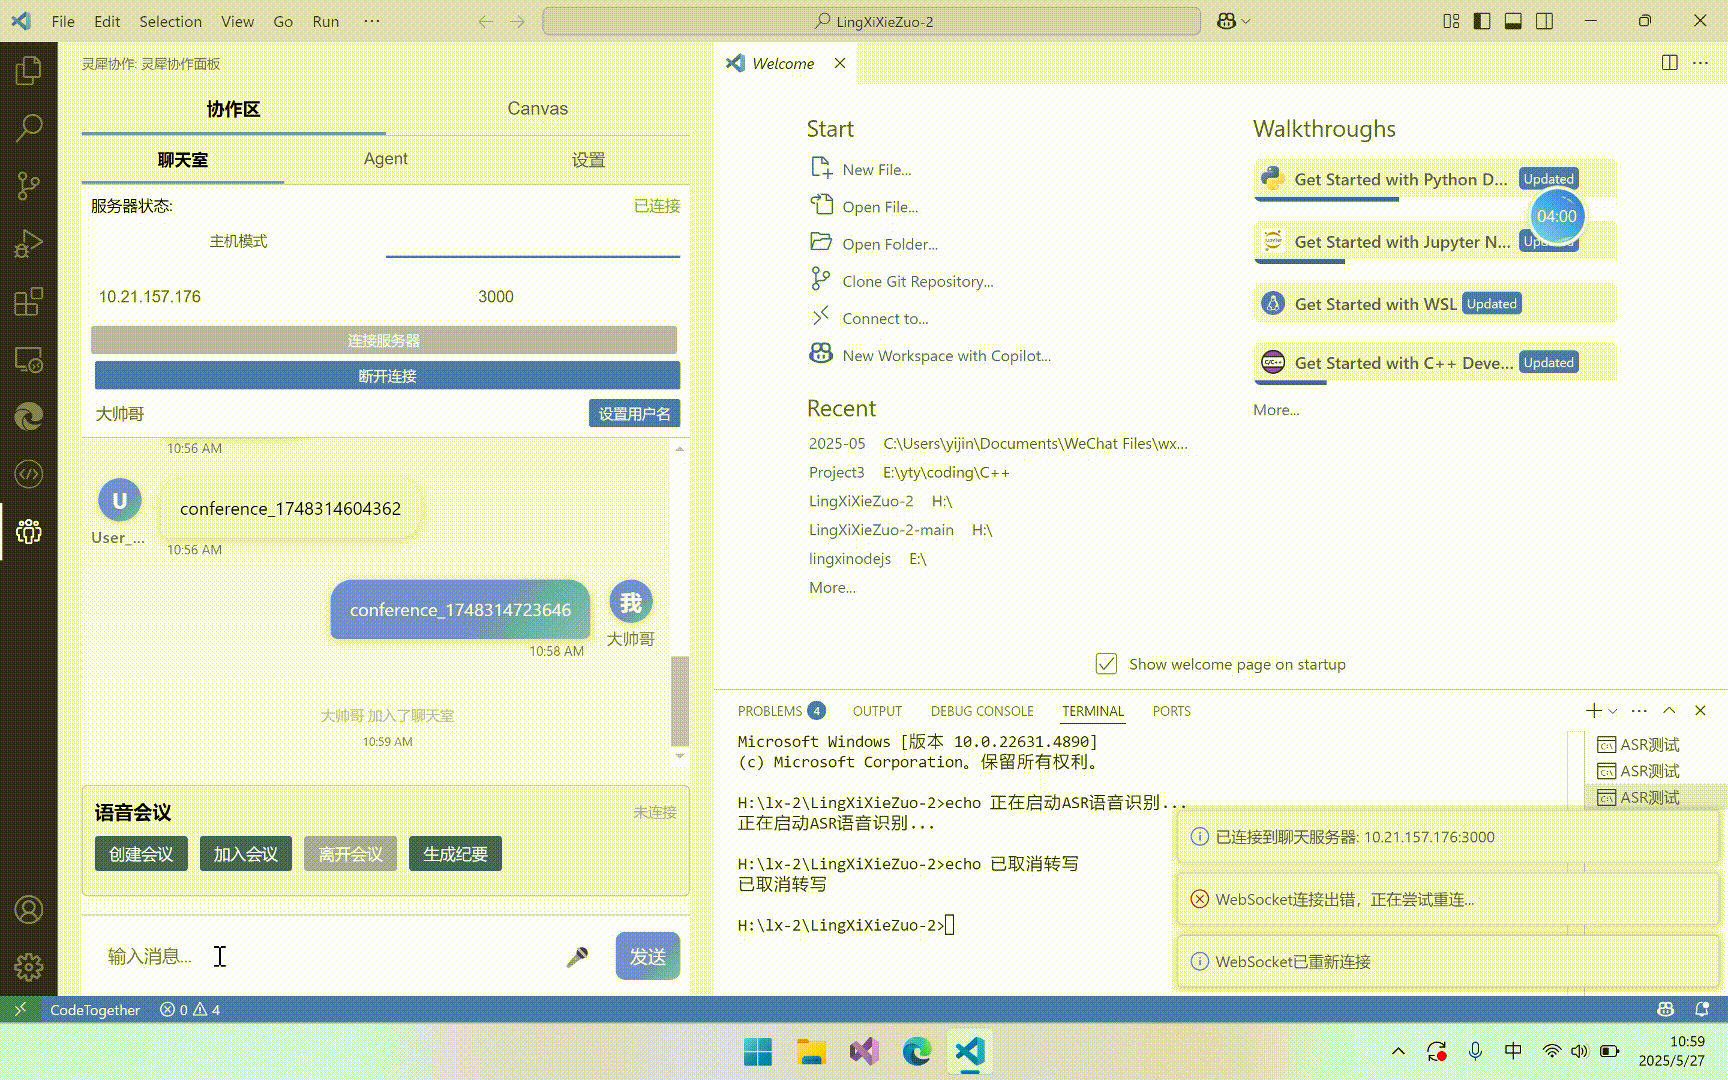 File Edit Selection View Go Run ···
LingXiXieZuo-2
灵犀协作: 灵犀协作面板
协作区 Canvas
聊天室 Agent 设置
服务器状态: 已连接
主机模式
10.21.157.176 3000
连接服务器
断开连接
大帅哥 设置用户名
10:56 AM
U conference_1748314604362
User_...
10:56 AM
conference_1748314723646 我
大帅哥
10:58 AM
大帅哥 加入了聊天室
10:59 AM
语音会议 未连接
创建会议 加入会议 离开会议 生成纪要
输入消息... 发送
Welcome
Start
New File...
Open File...
Open Folder...
Clone Git Repository...
Connect to...
New Workspace with Copilot...
Recent
2025-05 C:\Users\yijin\Documents\WeChat Files\wx...
Project3 E:\yty\coding\C++
LingXiXieZuo-2 H:\
LingXiXieZuo-2-main H:\
lingxinodejs E:\
More...
Walkthroughs
Get Started with Python D... Updated
04:00
Get Started with Jupyter N...
Get Started with WSL Updated
Get Started with C++ Deve... Updated
More...
Show welcome page on startup
PROBLEMS 4 OUTPUT DEBUG CONSOLE TERMINAL PORTS
Microsoft Windows [版本 10.0.22631.4890]
(c) Microsoft Corporation。保留所有权利。
H:\lx-2\LingXiXieZuo-2>echo 正在启动ASR语音识别...
正在启动ASR语音识别...
H:\lx-2\LingXiXieZuo-2>echo 已取消转写
已取消转写
H:\lx-2\LingXiXieZuo-2>
ASR测试
ASR测试
ASR测试
已连接到聊天服务器: 10.21.157.176:3000
WebSocket连接出错，正在尝试重连...
WebSocket已重新连接
CodeTogether 0 4
中
10:59
2025/5/27